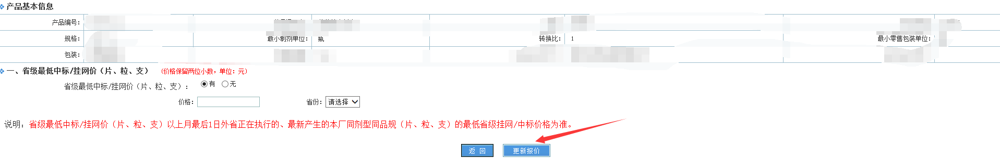 产品基本信息
产品编号：
规格： 最小制剂单位： 瓶 转换比： 1 最小零售包装单位：
包装：
一、省级最低中标/挂网价（片、粒、支） （价格保留两位小数，单位：元）
省级最低中标/挂网价（片、粒、支）： 有 无
价格： 省份： 请选择
说明：省级最低中标/挂网价（片、粒、支）以上月最后1日外省正在执行的、最新产生的本厂同剂型同品规（片、粒、支）的最低省级挂网/中标价格为准。
返 回 更新报价